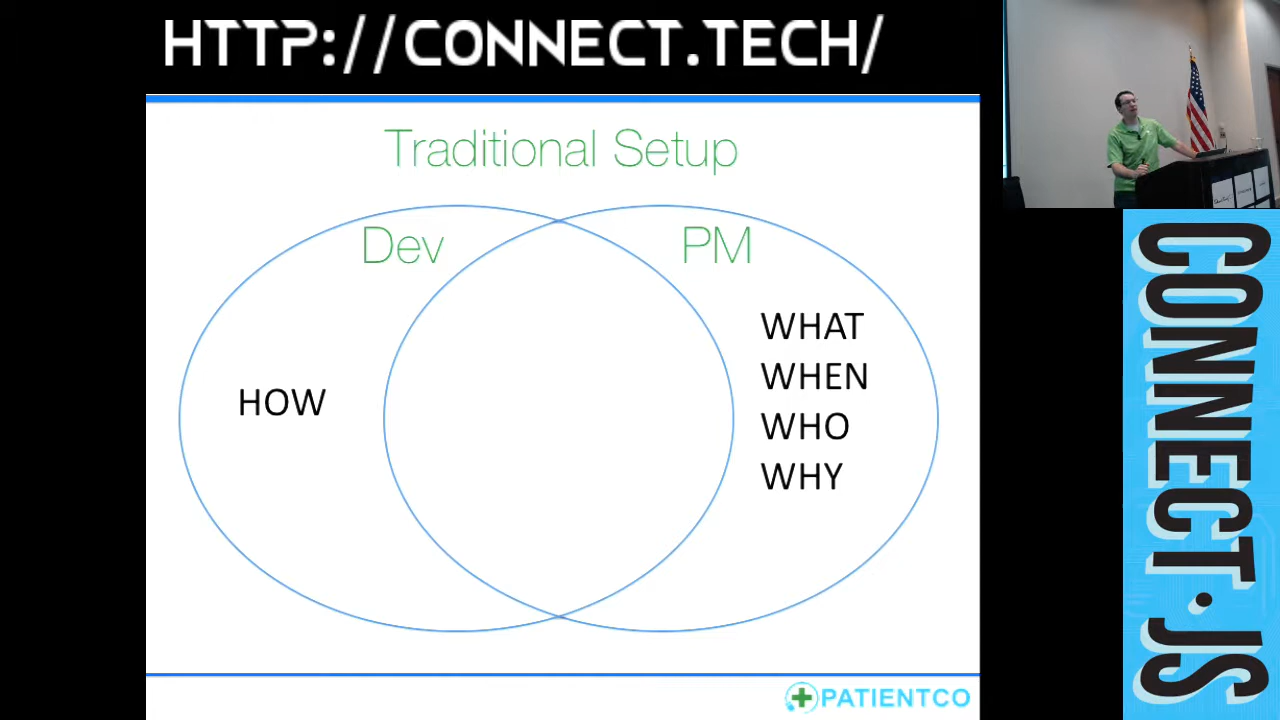 HTTP://CONNECT.TECH/
Traditional Setup
Dev
PM
HOW
WHAT
WHEN
WHO
WHY
PATIENTCO
CONNECT.JS